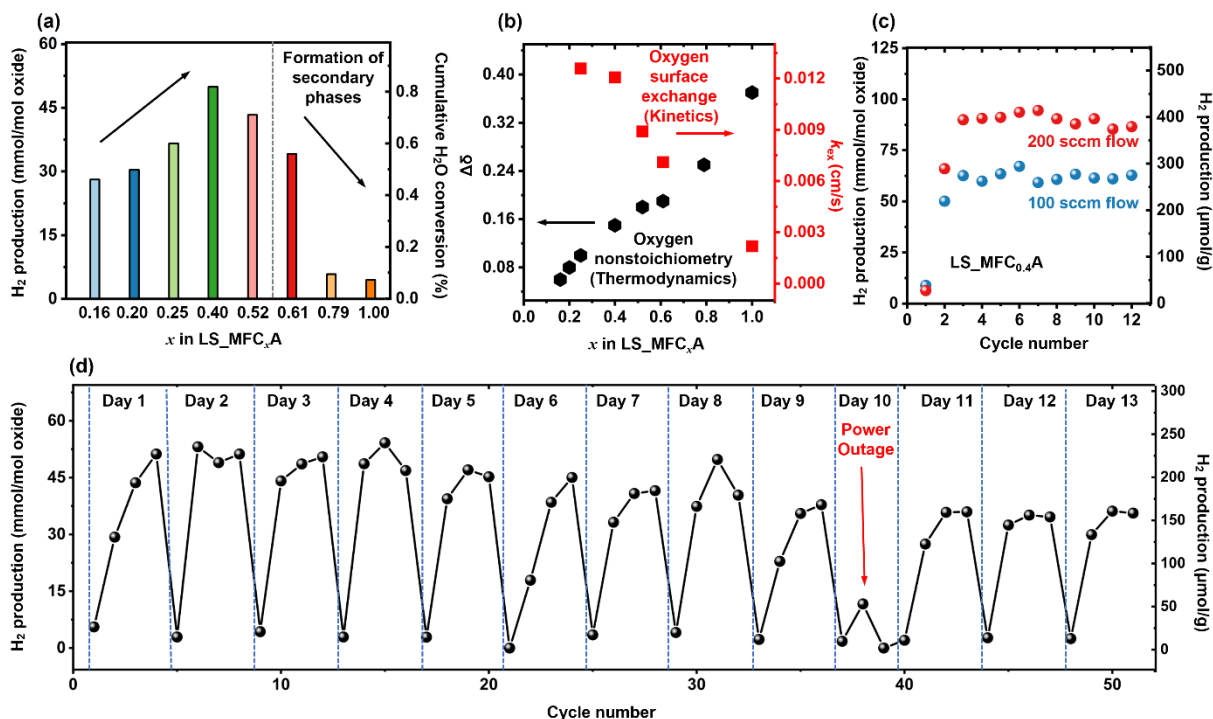 (a)
H₂ production (mmol/mol oxide)
60
45
30
15
0
Formation of
secondary
phases
0.8
0.6
0.4
0.2
0.0
Cumulative H₂O conversion (%)
0.16 0.20 0.25 0.40 0.52 0.61 0.79 1.00
x in LS_MFCₓA
(b)
Δδ
0.40
0.32
0.24
0.16
0.08
Oxygen
surface
exchange
(Kinetics)
Oxygen
nonstoichiometry
(Thermodynamics)
0.012
0.009
0.006
0.003
0.000
k_ex (cm/s)
0.2 0.4 0.6 0.8 1.0
x in LS_MFCₓA
(c)
H₂ production (mmol/mol oxide)
125
100
75
50
25
0
200 sccm flow
100 sccm flow
LS_MFC₀.₄A
500
400
300
200
100
0
H₂ production (μmol/g)
0 2 4 6 8 10 12
Cycle number
(d)
H₂ production (mmol/mol oxide)
60
45
30
15
0
Day 1 Day 2 Day 3 Day 4 Day 5 Day 6 Day 7 Day 8 Day 9 Day 10 Day 11 Day 12 Day 13
Power
Outage
300
250
200
150
100
50
0
H₂ production (μmol/g)
0 10 20 30 40 50
Cycle number